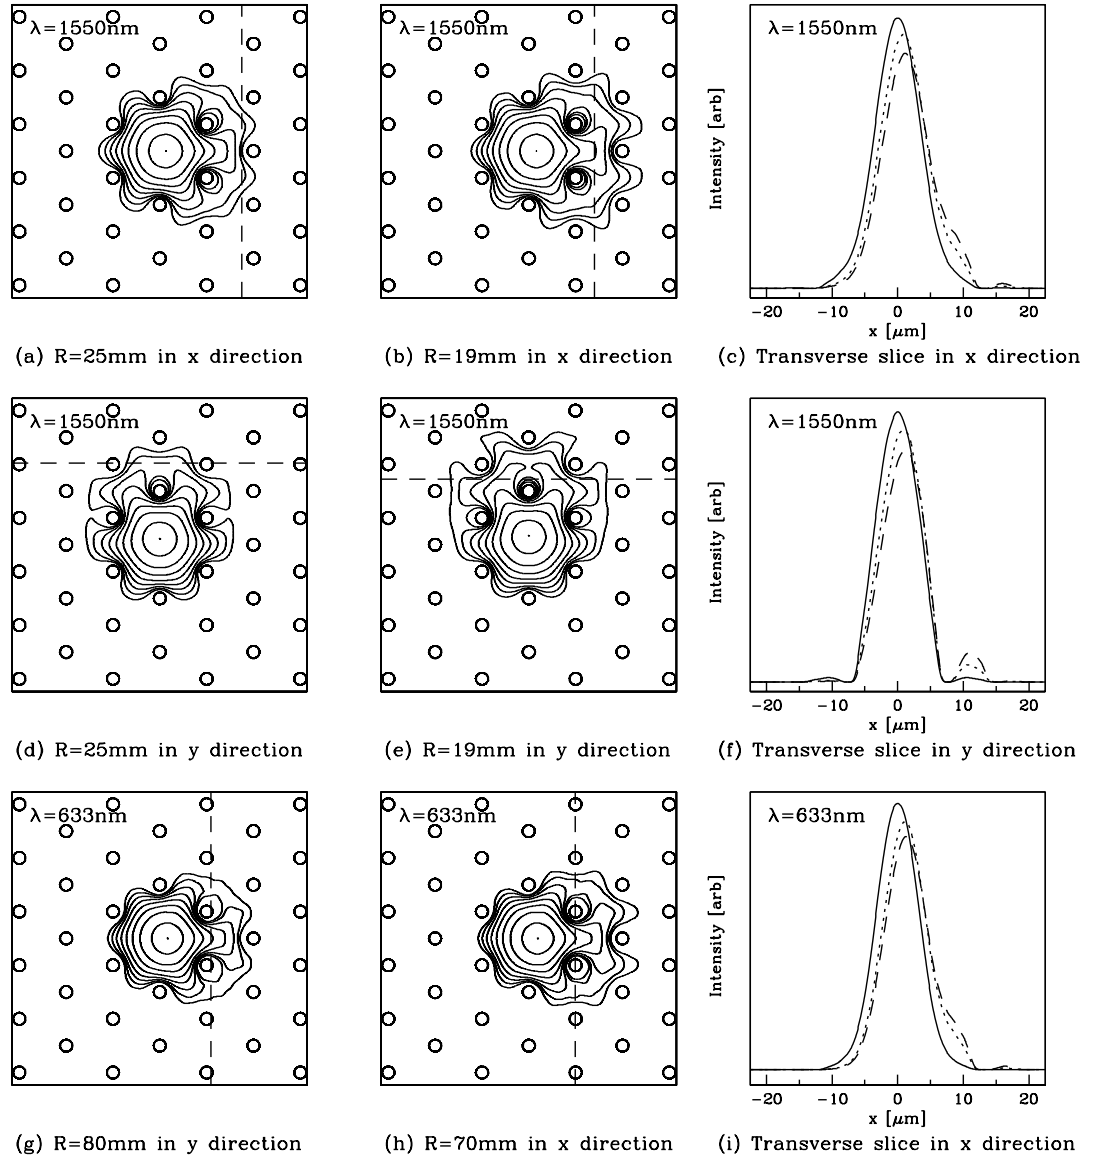 λ=1550nm
λ=1550nm
λ=1550nm
Intensity [arb]
-20 -10 0 10 20
x [μm]
(a) R=25mm in x direction
(b) R=19mm in x direction
(c) Transverse slice in x direction
λ=1550nm
λ=1550nm
λ=1550nm
Intensity [arb]
-20 -10 0 10 20
x [μm]
(d) R=25mm in y direction
(e) R=19mm in y direction
(f) Transverse slice in y direction
λ=633nm
λ=633nm
λ=633nm
Intensity [arb]
-20 -10 0 10 20
x [μm]
(g) R=80mm in y direction
(h) R=70mm in x direction
(i) Transverse slice in x direction